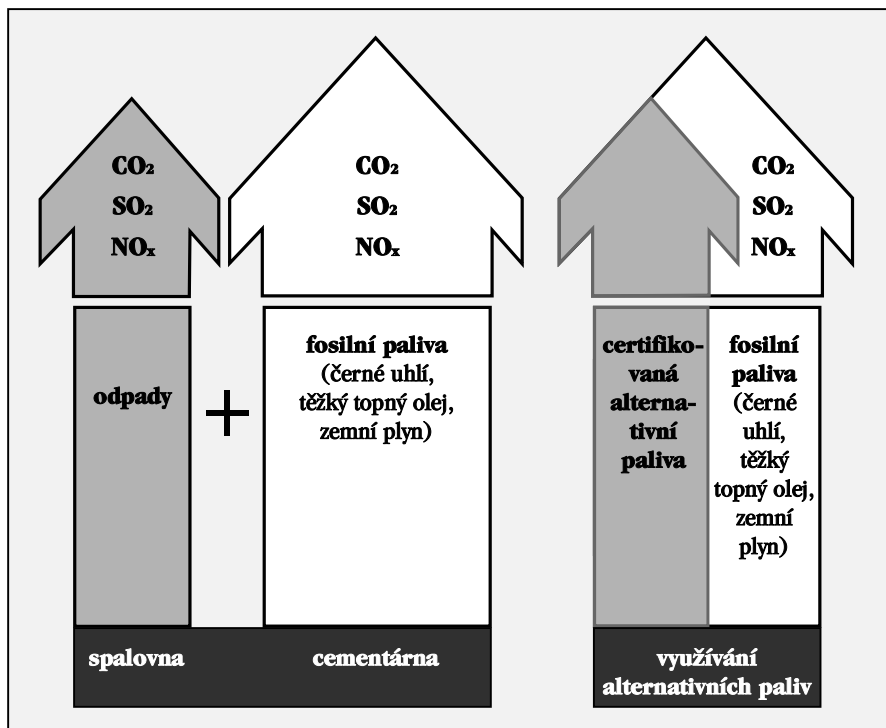 CO₂
SO₂
NOₓ
CO₂
SO₂
NOₓ
CO₂
SO₂
NOₓ
odpady
+
fosilní paliva
(černé uhlí,
těžký topný olej,
zemní plyn)
certifiko-
vaná
alterna-
tivní
paliva
fosilní
paliva
(černé
uhlí,
těžký
topný olej,
zemní
plyn)
spalovna
cementárna
využívání
alternativních paliv